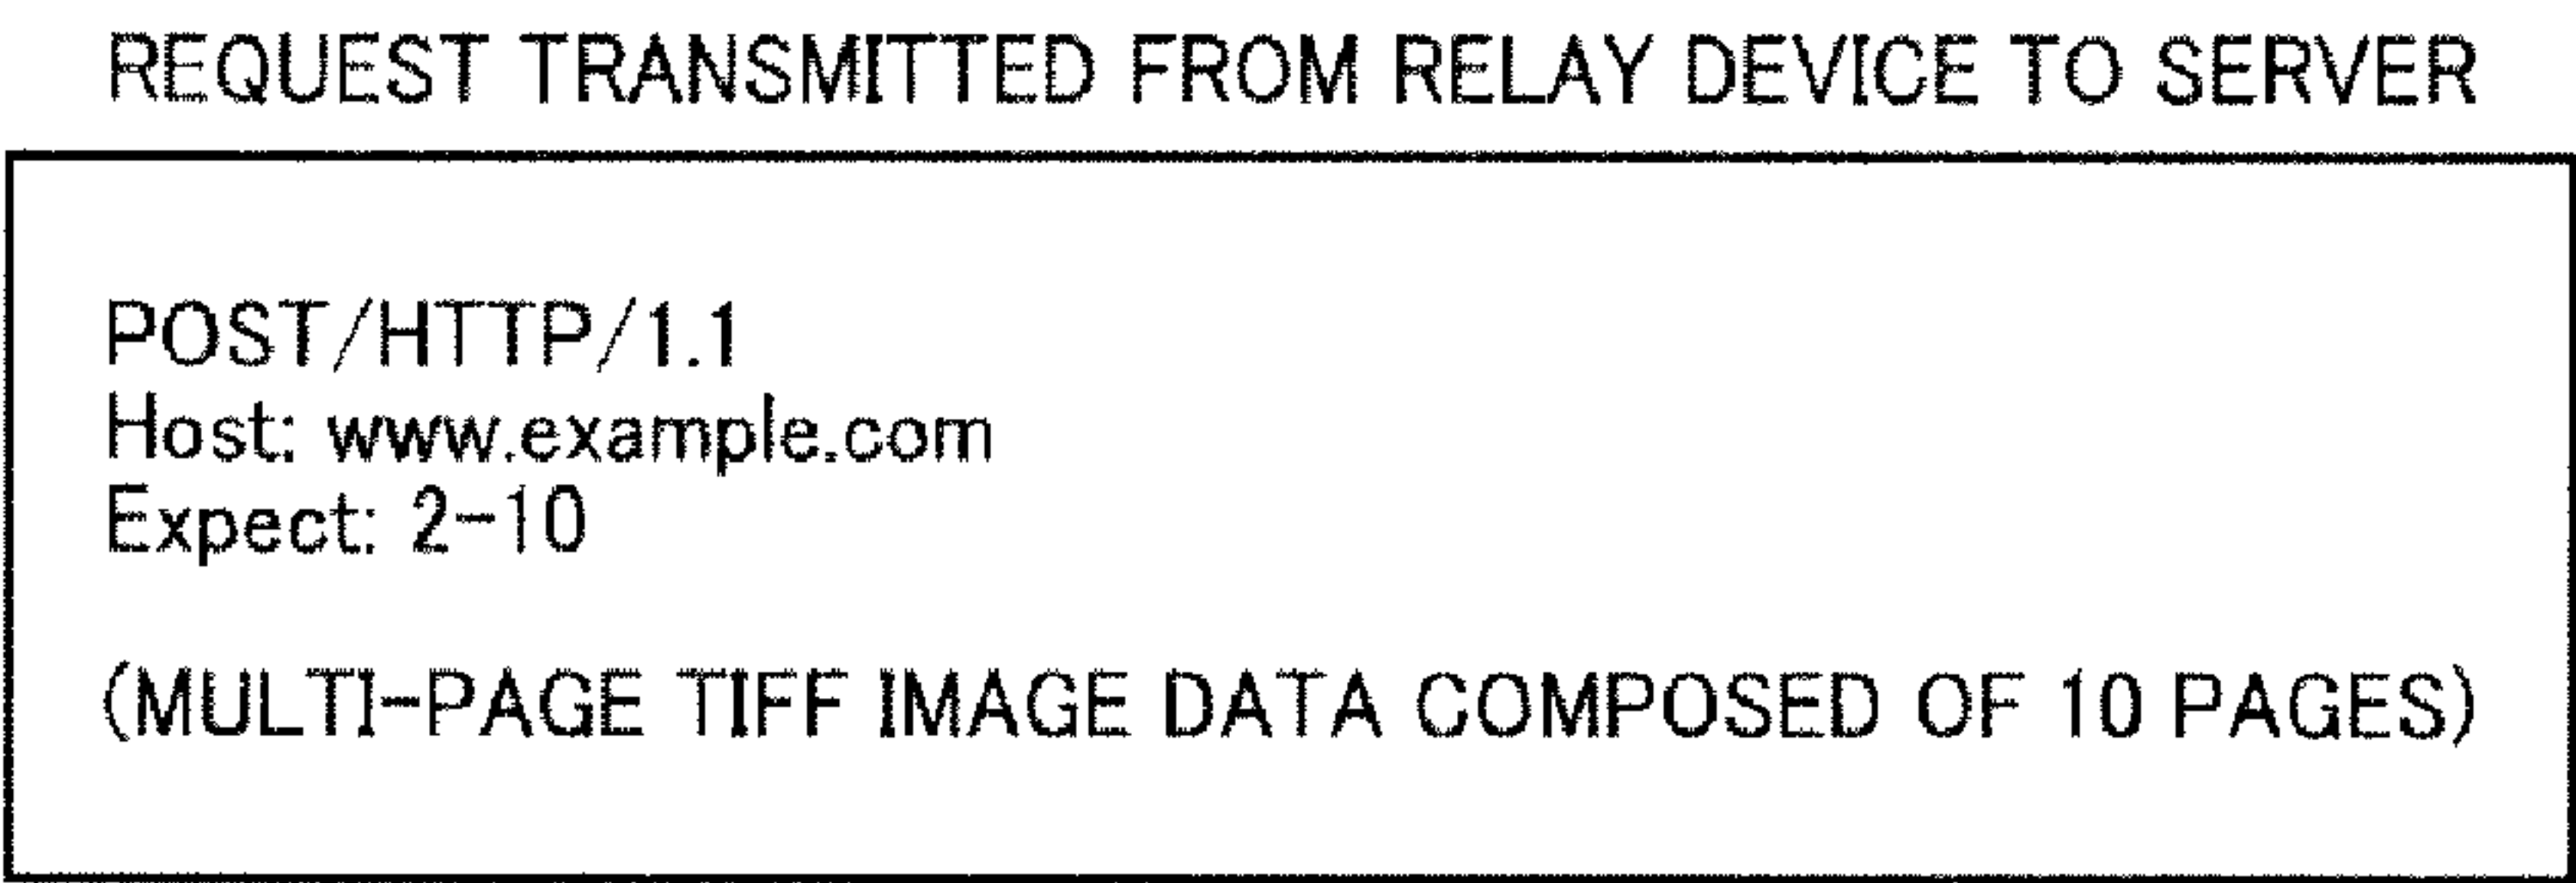 REQUEST TRANSMITTED FROM RELAY DEVICE TO SERVER
POST/HTTP/1.1
Host: www.example.com
Expect: 2-10
(MULTI-PAGE TIFF IMAGE DATA COMPOSED OF 10 PAGES)